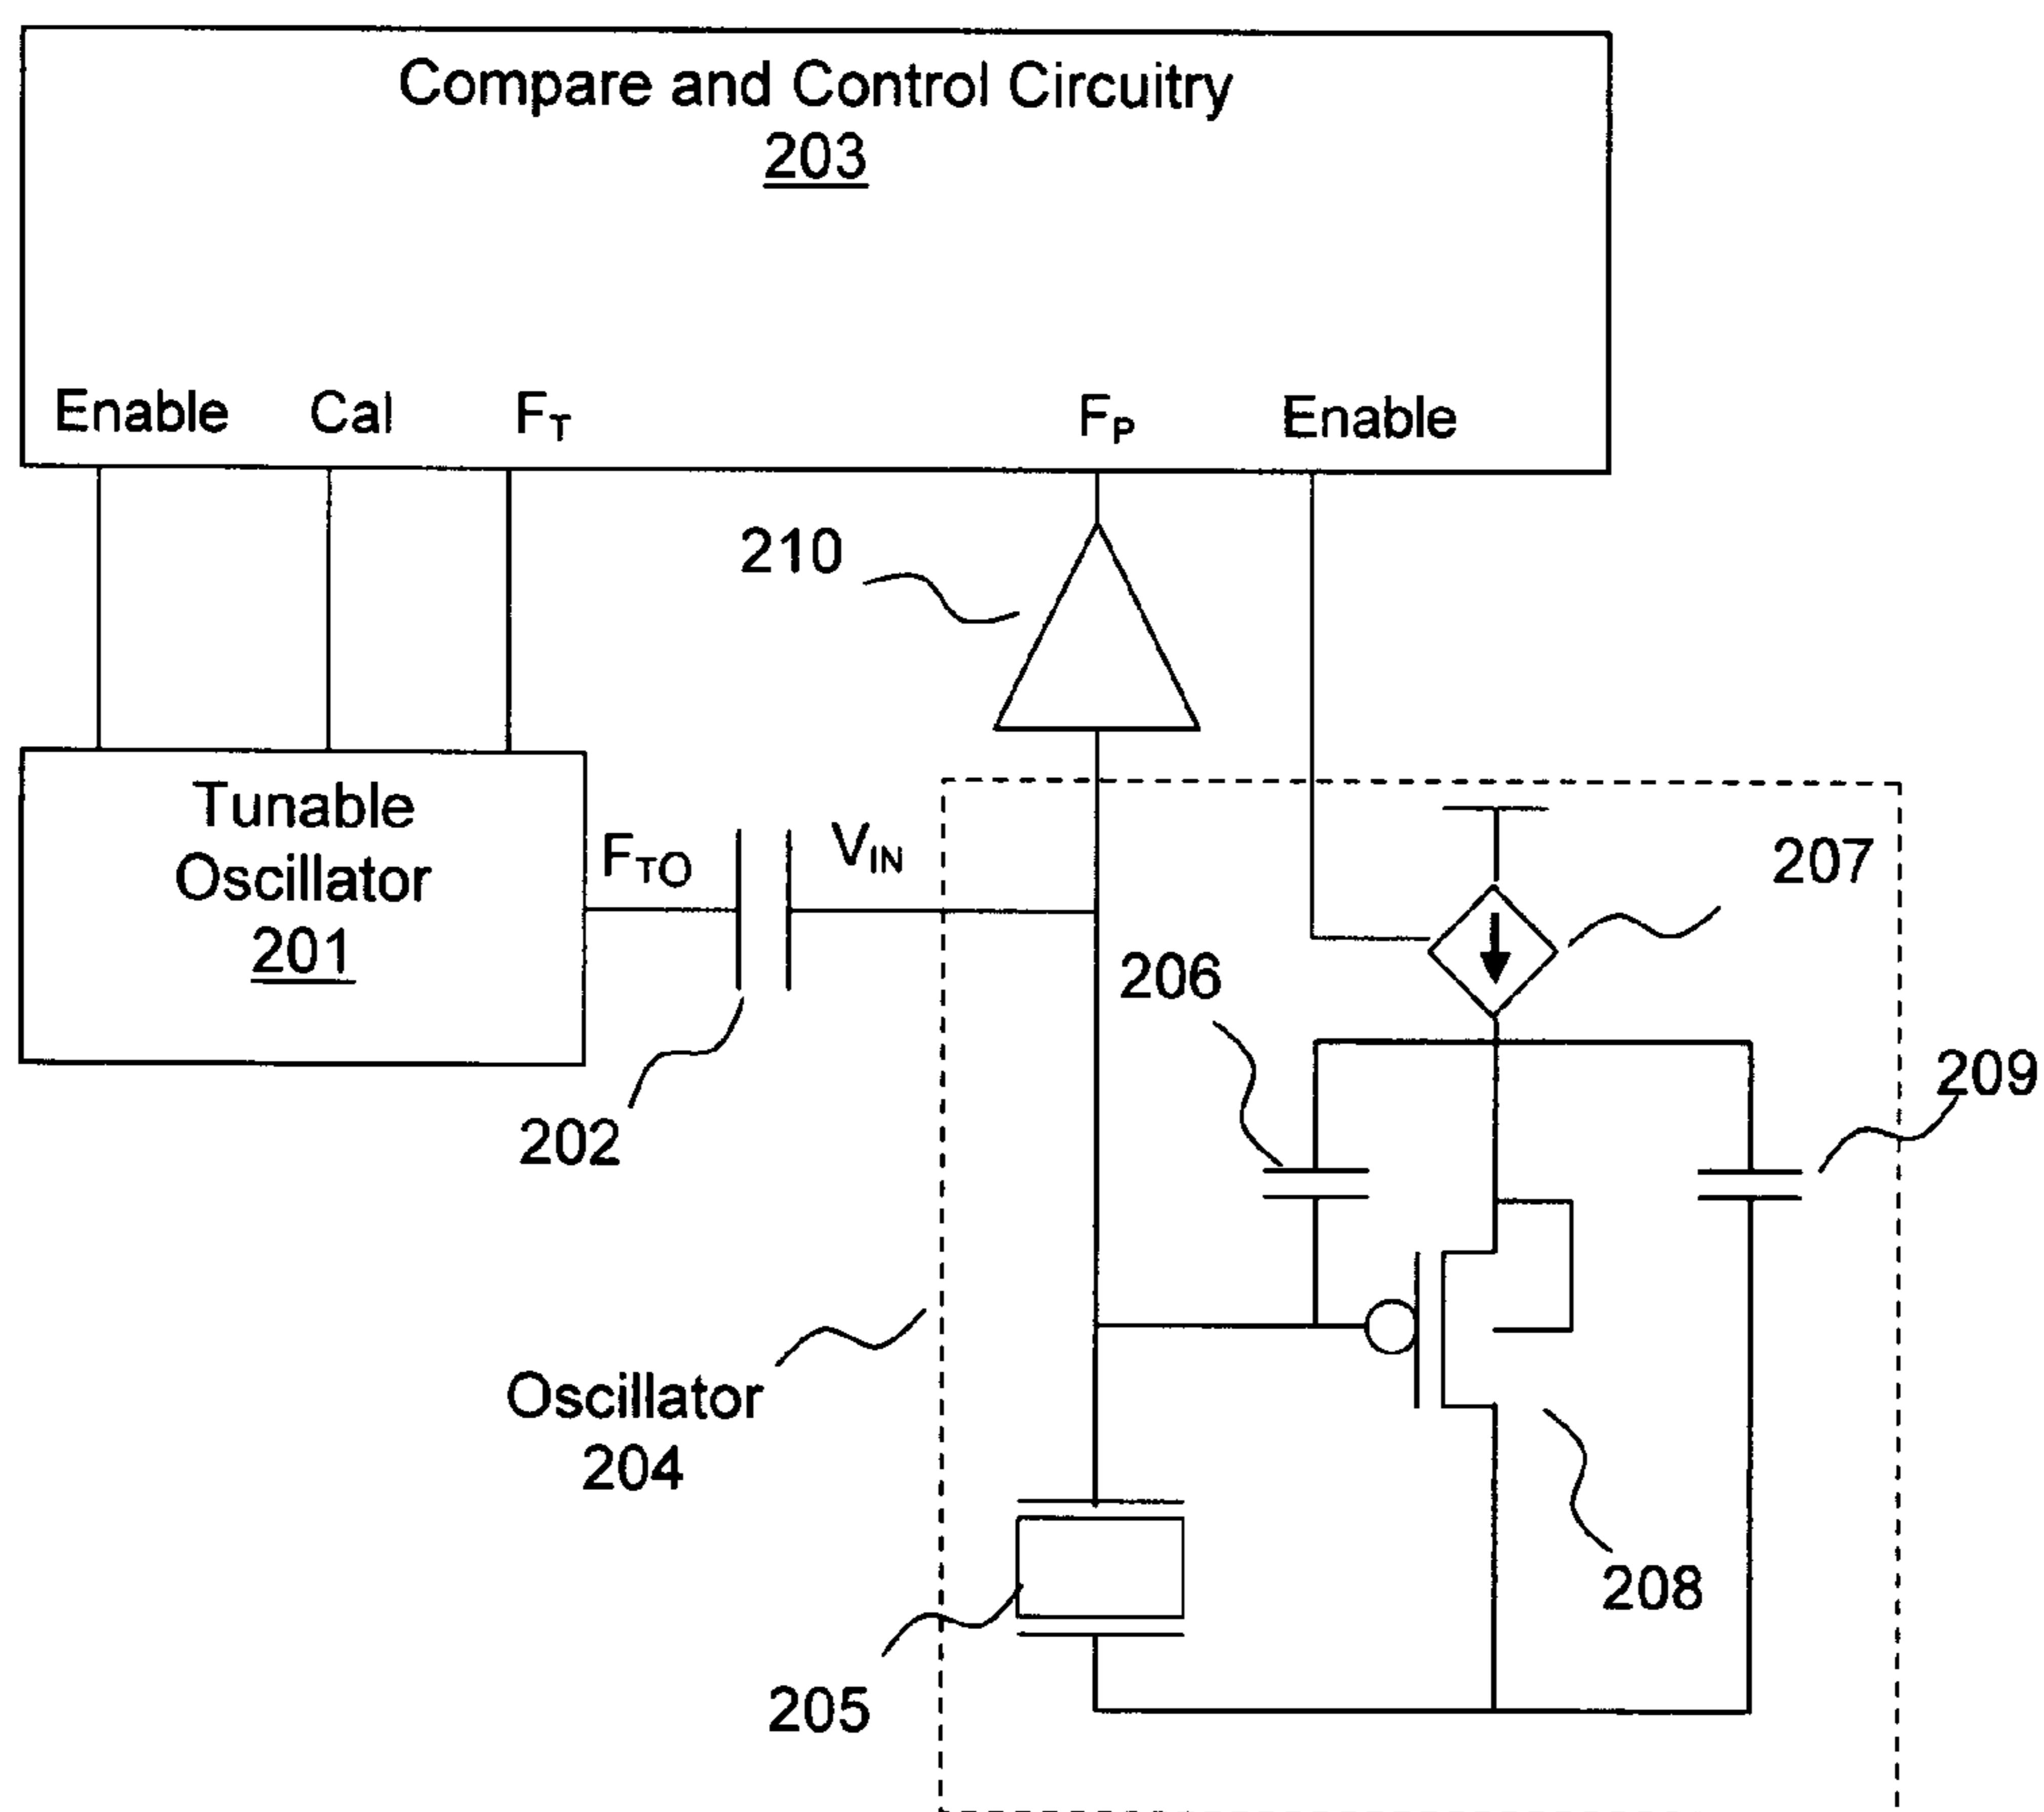 Compare and Control Circuitry
203
Enable Cal F_T F_P Enable
210
Tunable
Oscillator
201
F_TO
V_IN
207
206
209
202
Oscillator
204
208
205